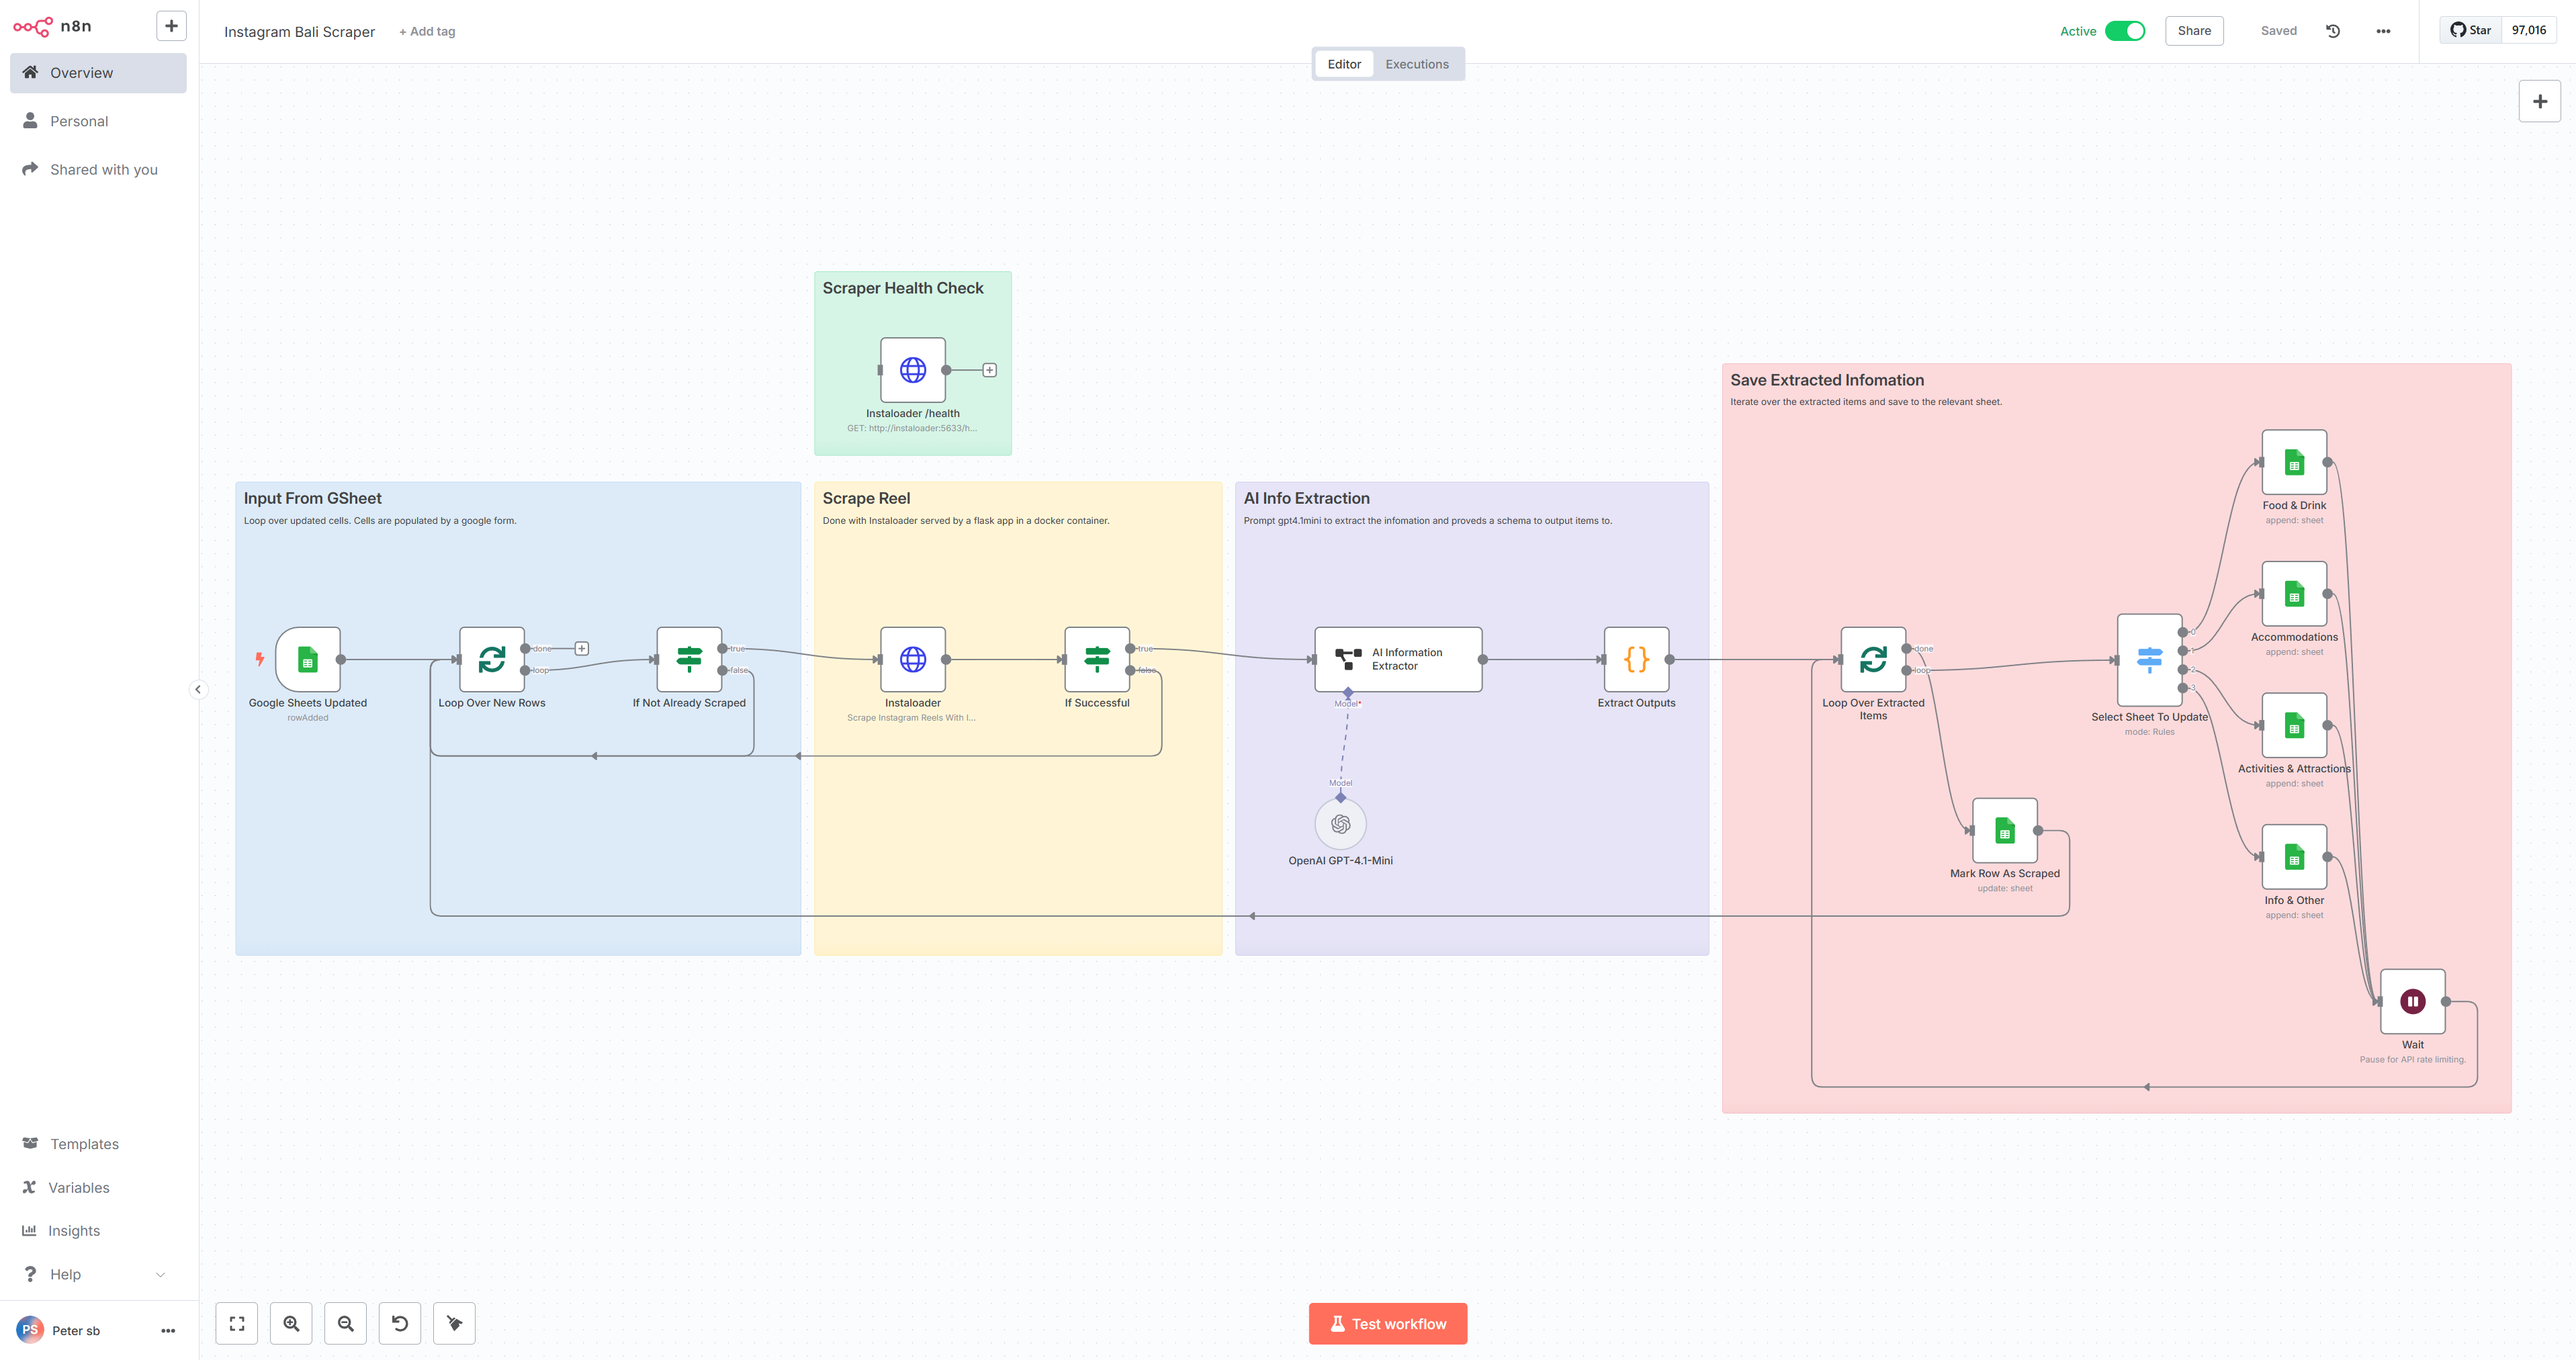 n8n
Overview
Personal
Shared with you
Templates
Variables
Insights
Help
PS
Peter sb
Instagram Bali Scraper
+ Add tag
Active
Share
Saved
Star
97,016
Editor
Executions
Scraper Health Check
Instaloader /health
GET: http://instaloader:5633/h...
Input From GSheet
Loop over updated cells. Cells are populated by a google form.
Google Sheets Updated
rowAdded
Loop Over New Rows
done
loop
If Not Already Scraped
true
false
Scrape Reel
Done with Instaloader served by a flask app in a docker container.
Instaloader
Scrape Instagram Reels With I...
If Successful
true
false
AI Info Extraction
Prompt gpt4.1mini to extract the infomation and proveds a schema to output items to.
AI Information
Extractor
Model*
Model
OpenAI GPT-4.1-Mini
Extract Outputs
Save Extracted Infomation
Iterate over the extracted items and save to the relevant sheet.
Loop Over Extracted
Items
done
loop
Mark Row As Scraped
update: sheet
Select Sheet To Update
mode: Rules
0
1
2
3
Food & Drink
append: sheet
Accommodations
append: sheet
Activities & Attractions
append: sheet
Info & Other
append: sheet
Wait
Pause for API rate limiting.
Test workflow